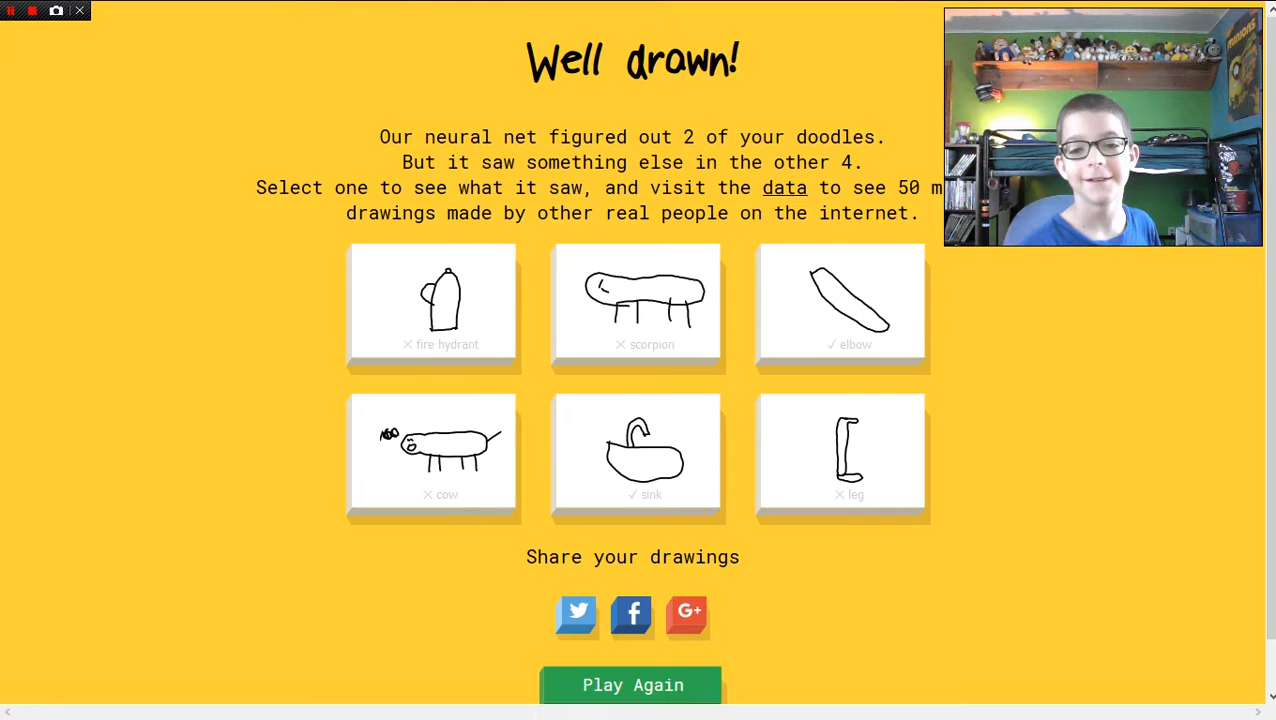 Well drawn!
Our neural net figured out 2 of your doodles.
But it saw something else in the other 4.
Select one to see what it saw, and visit the data to see 50 m
drawings made by other real people on the internet.
× fire hydrant
× scorpion
✓ elbow
× cow
✓ sink
× leg
Share your drawings
f
G+
Play Again
MINIONS